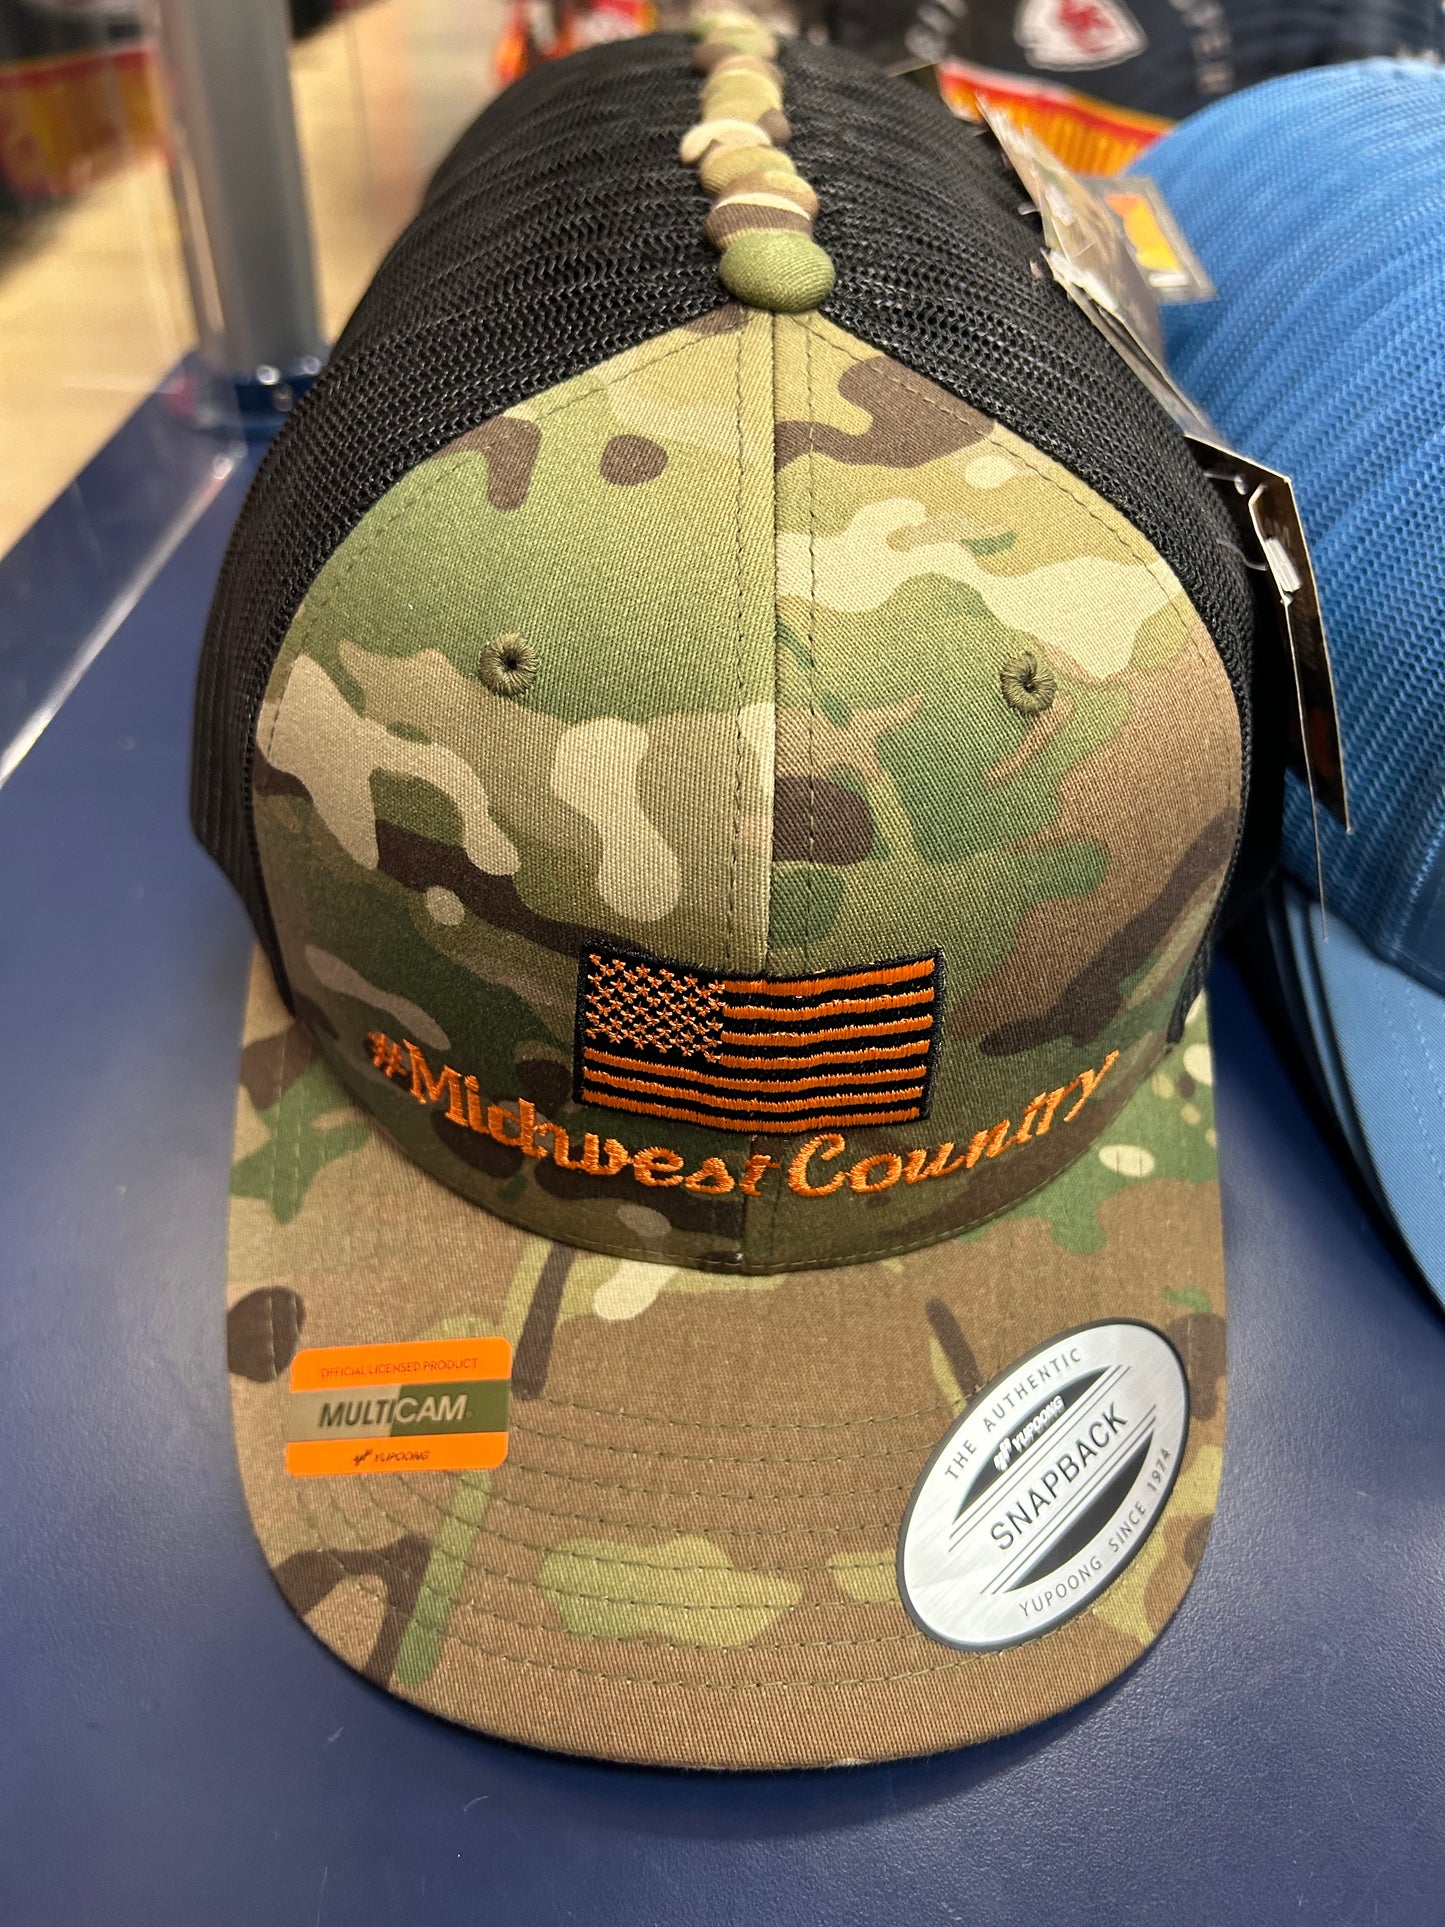 #Midwest Country
OFFICIAL LICENSED PRODUCT
MULTICAM
YUPOONG
THE AUTHENTIC
YUPOONG
SNAPBACK
YUPOONG SINCE 1974